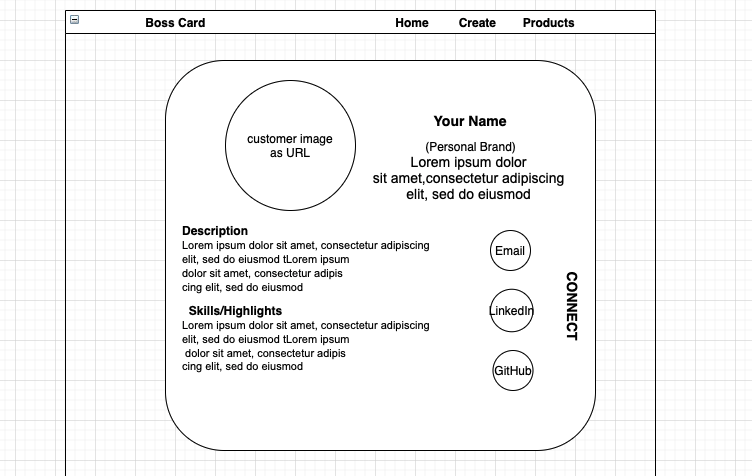 Boss Card
Home
Create
Products
customer image
as URL
Your Name
(Personal Brand)
Lorem ipsum dolor
sit amet,consectetur adipiscing
elit, sed do eiusmod
Description
Lorem ipsum dolor sit amet, consectetur adipiscing
elit, sed do eiusmod tLorem ipsum
dolor sit amet, consectetur adipis
cing elit, sed do eiusmod
Skills/Highlights
Lorem ipsum dolor sit amet, consectetur adipiscing
elit, sed do eiusmod tLorem ipsum
dolor sit amet, consectetur adipis
cing elit, sed do eiusmod
Email
LinkedIn
GitHub
CONNECT